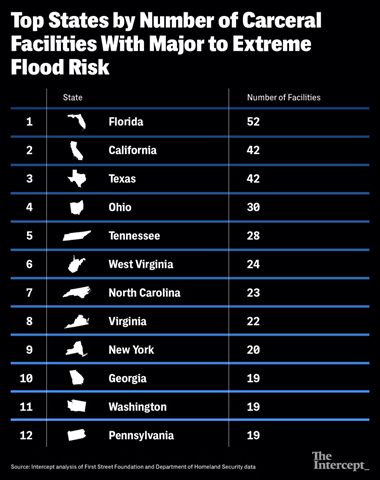 Top States by Number of Carceral
Facilities With Major to Extreme
Flood Risk
State Number of Facilities
1 Florida 52
2 California 42
3 Texas 42
4 Ohio 30
5 Tennessee 28
6 West Virginia 24
7 North Carolina 23
8 Virginia 22
9 New York 20
10 Georgia 19
11 Washington 19
12 Pennsylvania 19
Source: Intercept analysis of First Street Foundation and Department of Homeland Security data
The
Intercept_